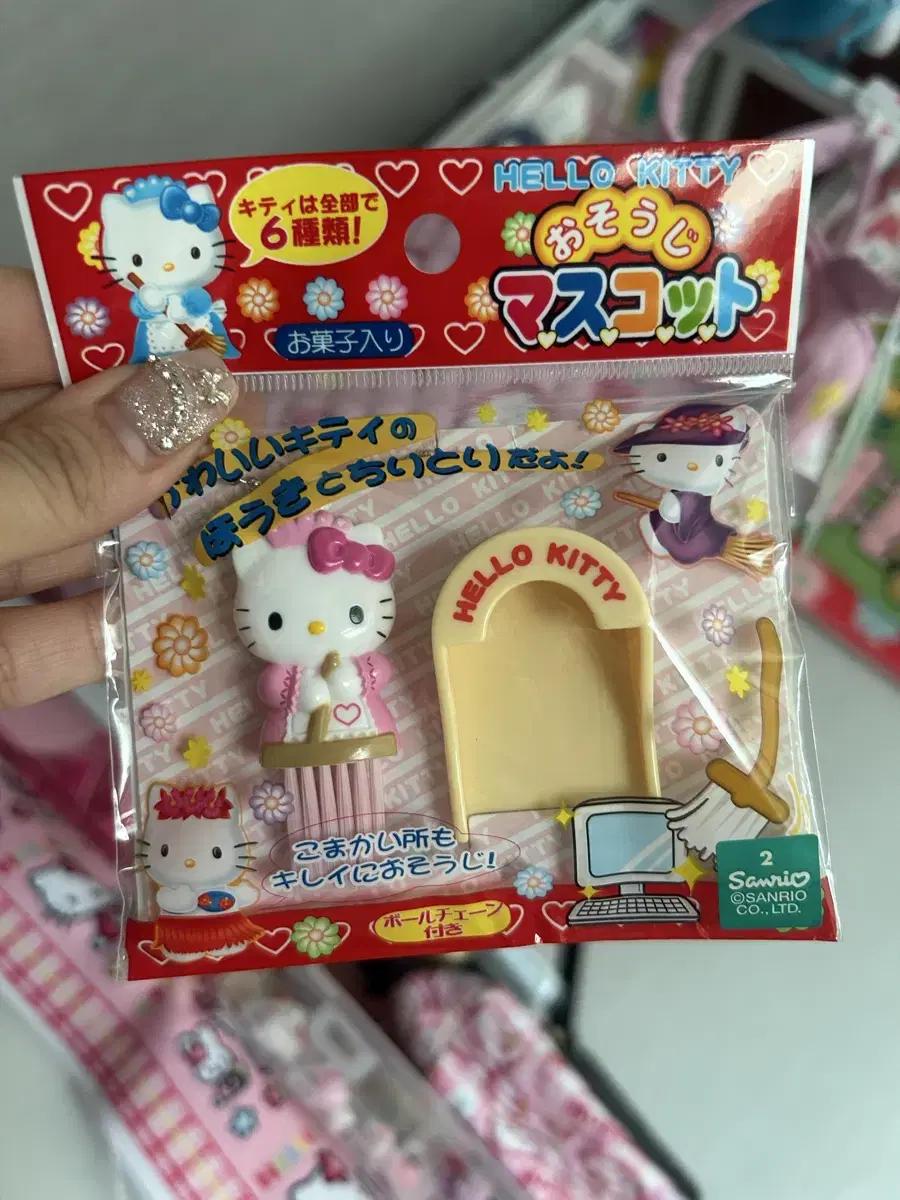 キティは全部で
6種類!
HELLO KITTY
おそうじ
マスコット
お菓子入り
わいいキティの
ほうきとちりとりだよ!
HELLO KITTY
こまかい所も
キレイにおそうじ!
ボールチェーン
付き
2
Sanrio
©SANRIO
CO., LTD.